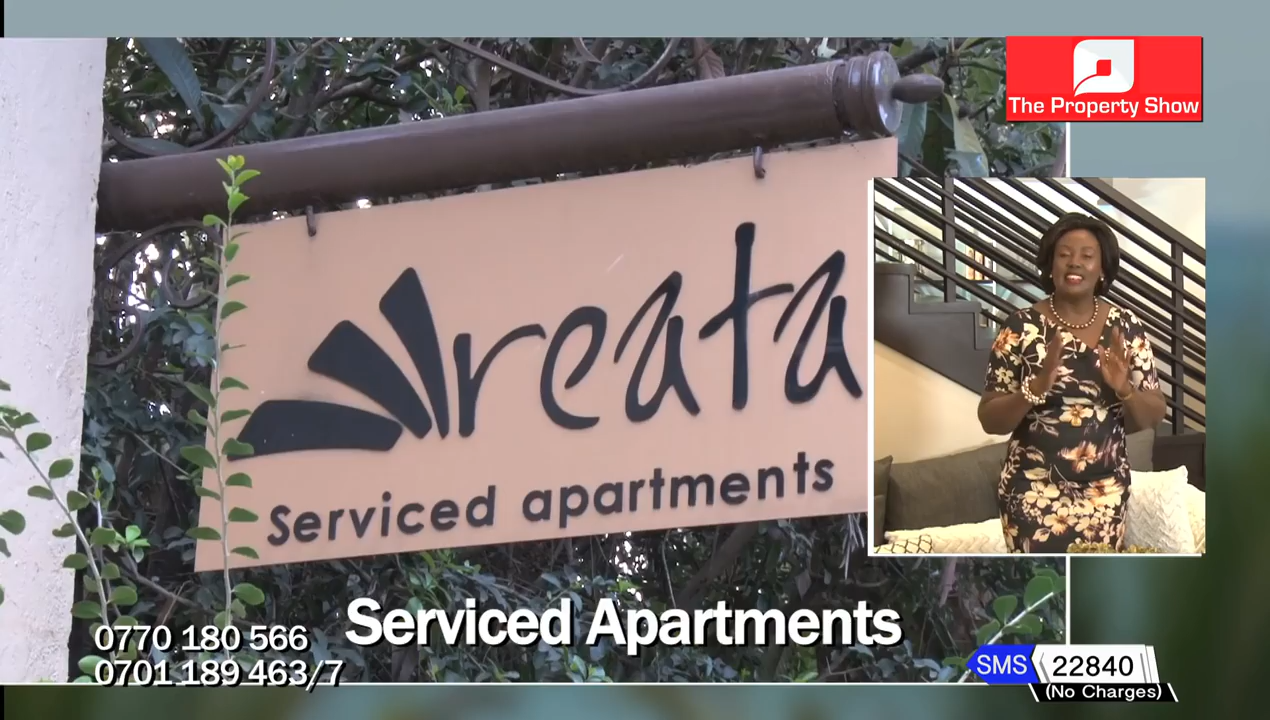 The Property Show
reata
Serviced apartments
Serviced Apartments
0770 180 566
0701 189 463/7
SMS 22840
(No Charges)